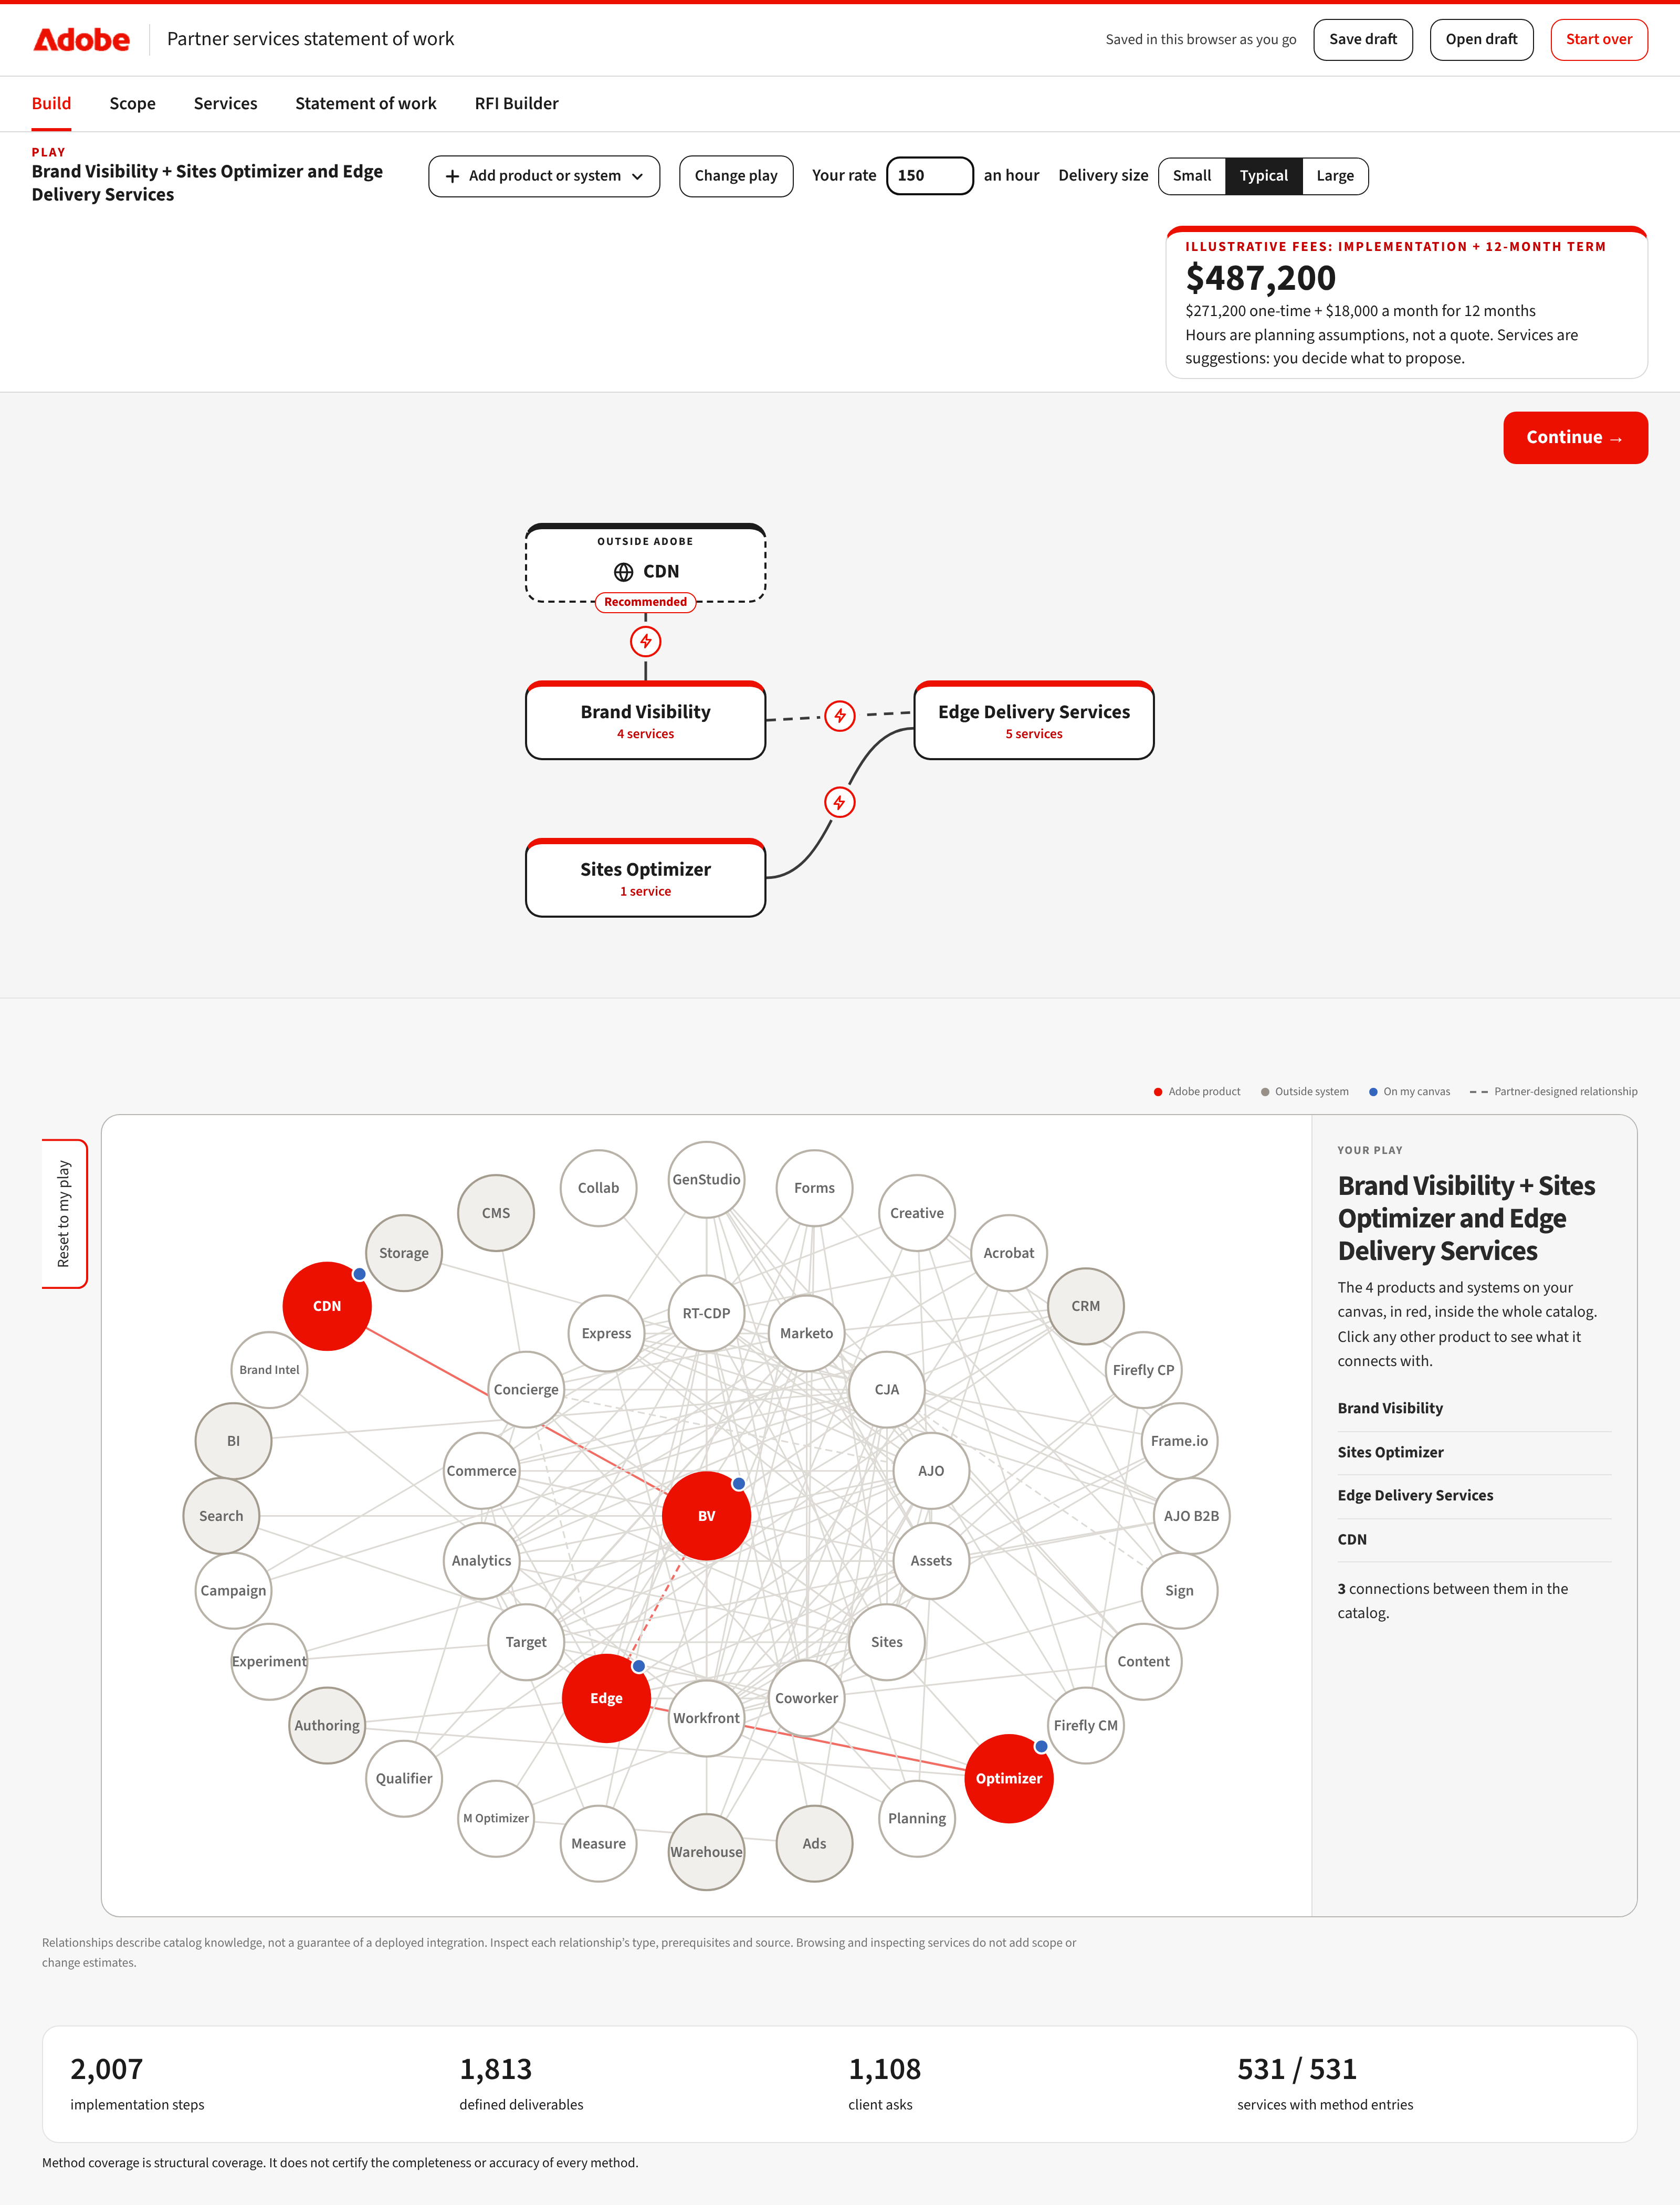 Adobe
Partner services statement of work
Saved in this browser as you go
Save draft
Open draft
Start over
Build
Scope
Services
Statement of work
RFI Builder
PLAY
Brand Visibility + Sites Optimizer and Edge
Delivery Services
Add product or system
Change play
Your rate
150
an hour
Delivery size
Small
Typical
Large
ILLUSTRATIVE FEES: IMPLEMENTATION + 12-MONTH TERM
$487,200
$271,200 one-time + $18,000 a month for 12 months
Hours are planning assumptions, not a quote. Services are
suggestions: you decide what to propose.
Continue →
OUTSIDE ADOBE
CDN
Recommended
Brand Visibility
4 services
Edge Delivery Services
5 services
Sites Optimizer
1 service
Adobe product
Outside system
On my canvas
Partner-designed relationship
Reset to my play
GenStudio
Collab
Forms
CMS
Creative
Storage
Acrobat
CDN
CRM
RT-CDP
Express
Marketo
Brand Intel
Firefly CP
Concierge
CJA
BI
Frame.io
Commerce
AJO
Search
BV
AJO B2B
Analytics
Assets
Campaign
Sign
Target
Sites
Experiment
Content
Edge
Coworker
Workfront
Authoring
Firefly CM
Qualifier
Optimizer
M Optimizer
Planning
Measure
Ads
Warehouse
YOUR PLAY
Brand Visibility + Sites
Optimizer and Edge
Delivery Services
The 4 products and systems on your
canvas, in red, inside the whole catalog.
Click any other product to see what it
connects with.
Brand Visibility
Sites Optimizer
Edge Delivery Services
CDN
3 connections between them in the
catalog.
Relationships describe catalog knowledge, not a guarantee of a deployed integration. Inspect each relationship's type, prerequisites and source. Browsing and inspecting services do not add scope or
change estimates.
2,007
implementation steps
1,813
defined deliverables
1,108
client asks
531 / 531
services with method entries
Method coverage is structural coverage. It does not certify the completeness or accuracy of every method.